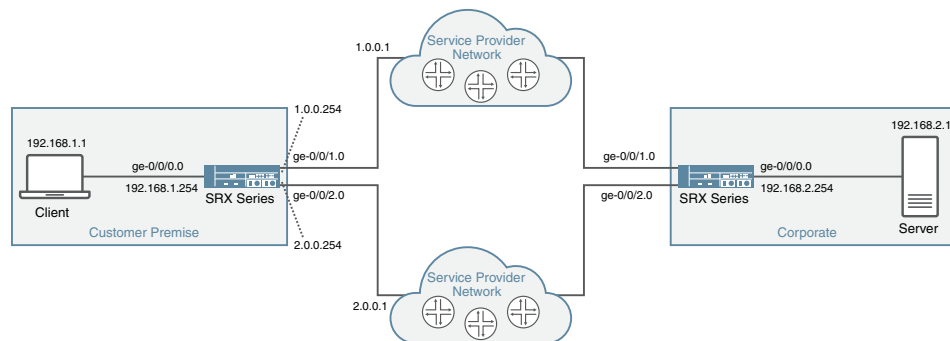 Service Provider
Network
1.0.0.1
1.0.0.254
192.168.1.1
ge-0/0/0.0
192.168.1.254
Client
SRX Series
ge-0/0/1.0
ge-0/0/2.0
2.0.0.254
Customer Premise
ge-0/0/1.0
ge-0/0/2.0
SRX Series
ge-0/0/0.0
192.168.2.254
192.168.2.1
Server
Corporate
Service Provider
Network
2.0.0.1